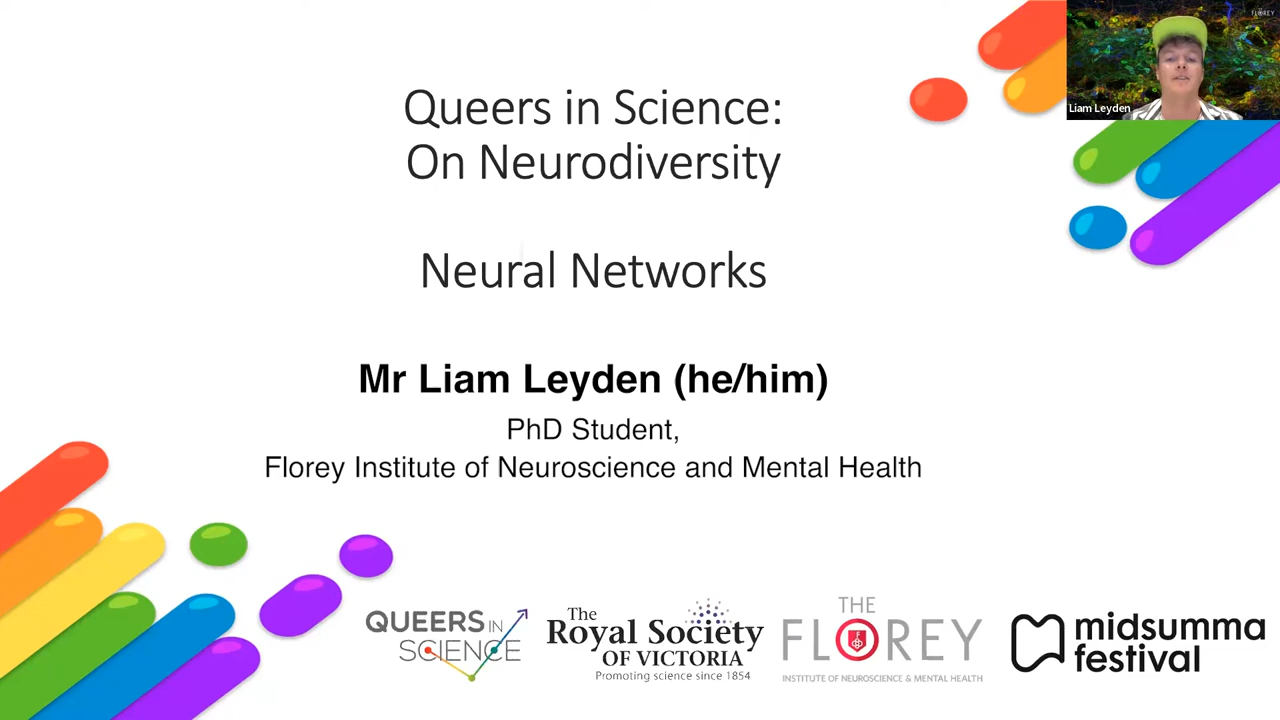 Queers in Science:
On Neurodiversity
Neural Networks
Mr Liam Leyden (he/him)
PhD Student,
Florey Institute of Neuroscience and Mental Health
FLOREY
Liam Leyden
QUEERS IN
SCIENCE
The
Royal Society
OF VICTORIA
Promoting science since 1854
THE
FLOREY
INSTITUTE OF NEUROSCIENCE & MENTAL HEALTH
midsumma
festival